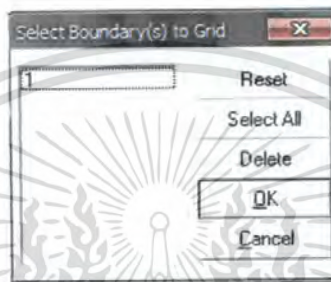 Select Boundary(s) to Grid
1
Reset
Select All
Delete
OK
Cancel